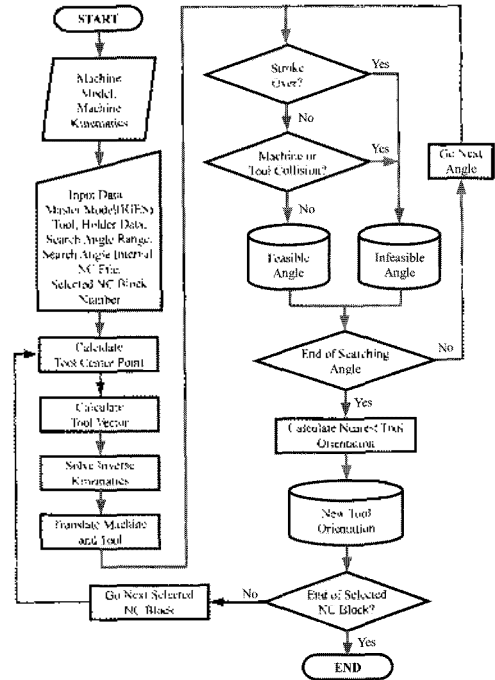 START
Machine
Model,
Machine
Kinematics
Input Data
Master Model(IGES)
Tool, Holder Data,
Search Angle Range,
Search Angle Interval
NC File,
Selected NC Block
Number
Calculate
Tool Center Point
Calculate
Tool Vector
Solve Inverse
Kinematics
Translate Machine
and Tool
Go Next Selected
NC Block
Stroke
Over?
Yes
No
Machine or
Tool Collision?
Yes
No
Feasible
Angle
Infeasible
Angle
Go Next
Angle
End of Searching
Angle
No
Yes
Calculate Nearest Tool
Orientation
New Tool
Orientation
End of Selected
NC Block?
No
Yes
END